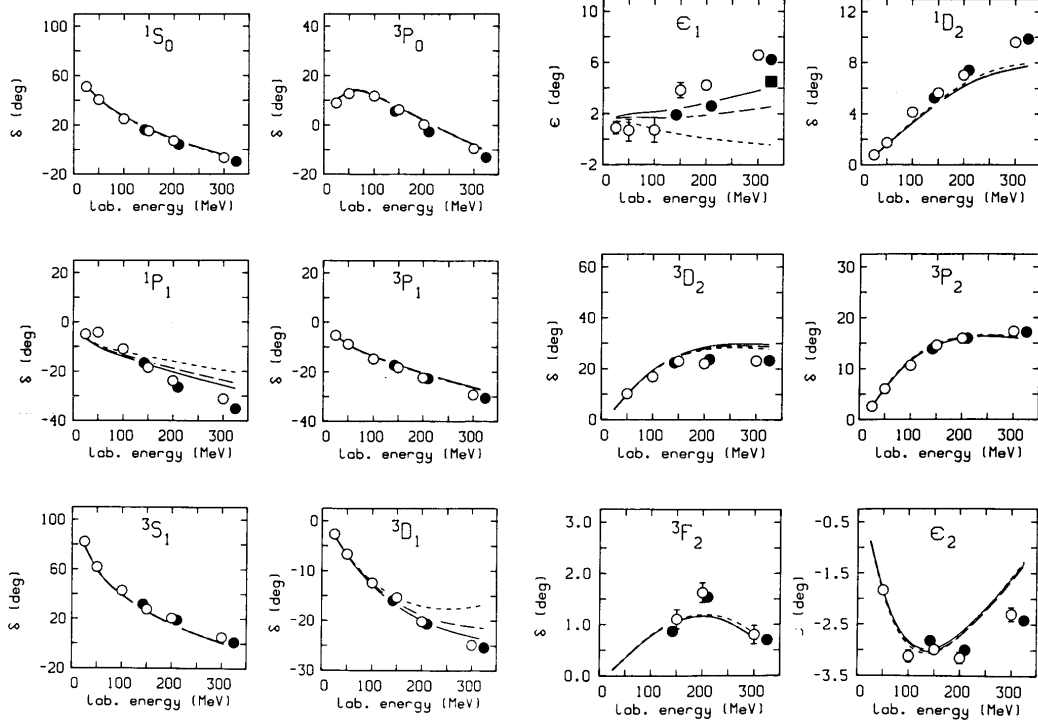 ¹S₀
100
60
20
-20
δ (deg)
0 100 200 300
lab. energy (MeV)
³P₀
20
10
0
-10
-20
δ (deg)
0 100 200 300
lab. energy (MeV)
ϵ₁
10
6
2
-2
ϵ (deg)
0 100 200 300
lab. energy (MeV)
¹D₂
12
8
4
0
δ (deg)
0 100 200 300
lab. energy (MeV)
¹P₁
20
0
-20
-40
δ (deg)
0 100 200 300
lab. energy (MeV)
³P₁
20
0
-20
-40
δ (deg)
0 100 200 300
lab. energy (MeV)
³D₂
60
40
20
0
δ (deg)
0 100 200 300
lab. energy (MeV)
³P₂
30
20
10
0
δ (deg)
0 100 200 300
lab. energy (MeV)
³S₁
100
60
20
-20
δ (deg)
0 100 200 300
lab. energy (MeV)
³D₁
0
-10
-20
-30
δ (deg)
0 100 200 300
lab. energy (MeV)
³F₂
3.0
2.0
1.0
0.0
δ (deg)
0 100 200 300
lab. energy (MeV)
ϵ₂
-0.5
-1.5
-2.5
-3.5
(deg)
0 100 200 300
lab. energy (MeV)